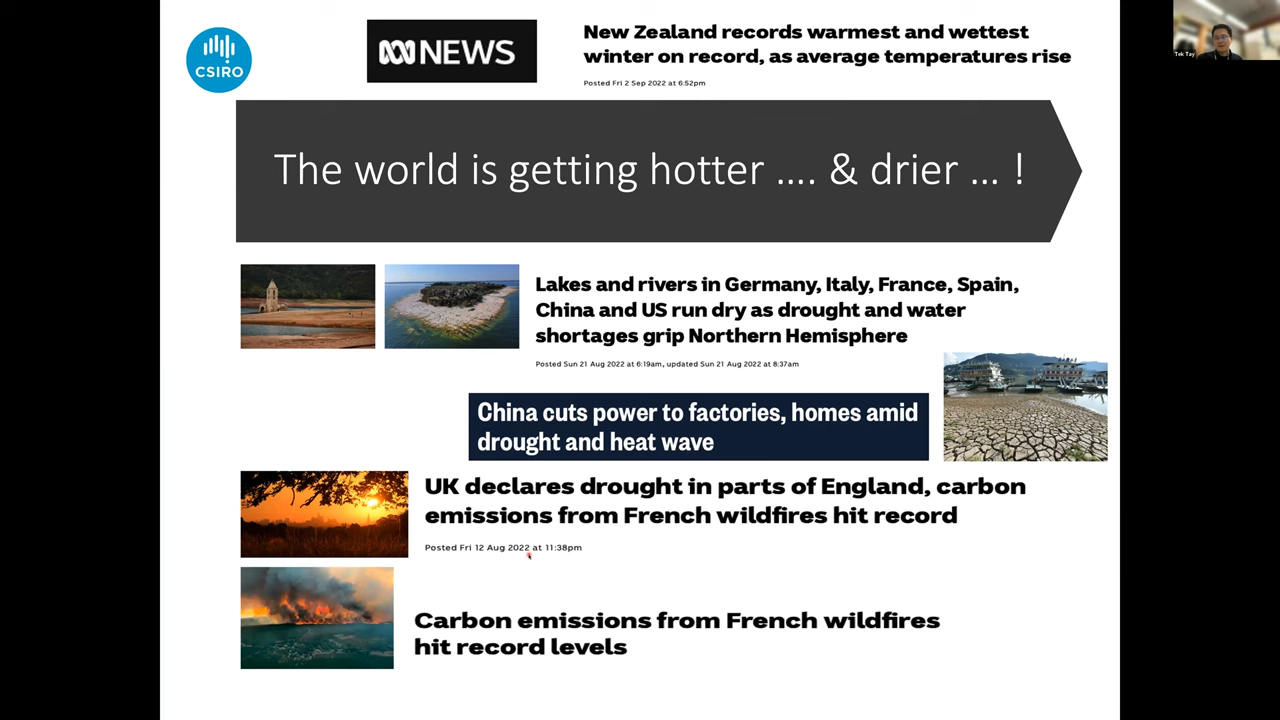 CSIRO
NEWS
New Zealand records warmest and wettest
winter on record, as average temperatures rise
Posted Fri 2 Sep 2022 at 6:52pm
Tek Tay
The world is getting hotter .... & drier ... !
Lakes and rivers in Germany, Italy, France, Spain,
China and US run dry as drought and water
shortages grip Northern Hemisphere
Posted Sun 21 Aug 2022 at 6:19am, updated Sun 21 Aug 2022 at 8:37am
China cuts power to factories, homes amid
drought and heat wave
UK declares drought in parts of England, carbon
emissions from French wildfires hit record
Posted Fri 12 Aug 2022 at 11:38pm
Carbon emissions from French wildfires
hit record levels